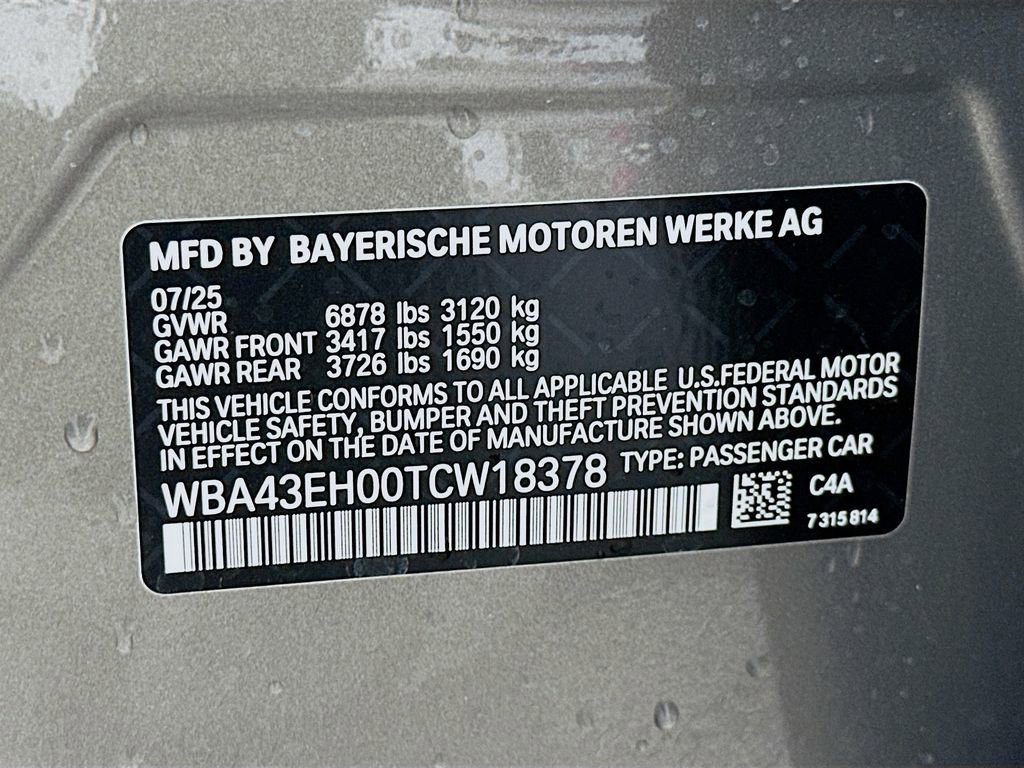 MFD BY BAYERISCHE MOTOREN WERKE AG
07/25
GVWR 6878 lbs 3120 kg
GAWR FRONT 3417 lbs 1550 kg
GAWR REAR 3726 lbs 1690 kg
THIS VEHICLE CONFORMS TO ALL APPLICABLE U.S.FEDERAL MOTOR
VEHICLE SAFETY, BUMPER AND THEFT PREVENTION STANDARDS
IN EFFECT ON THE DATE OF MANUFACTURE SHOWN ABOVE.
WBA43EH00TCW18378 TYPE: PASSENGER CAR
C4A
7 315 814